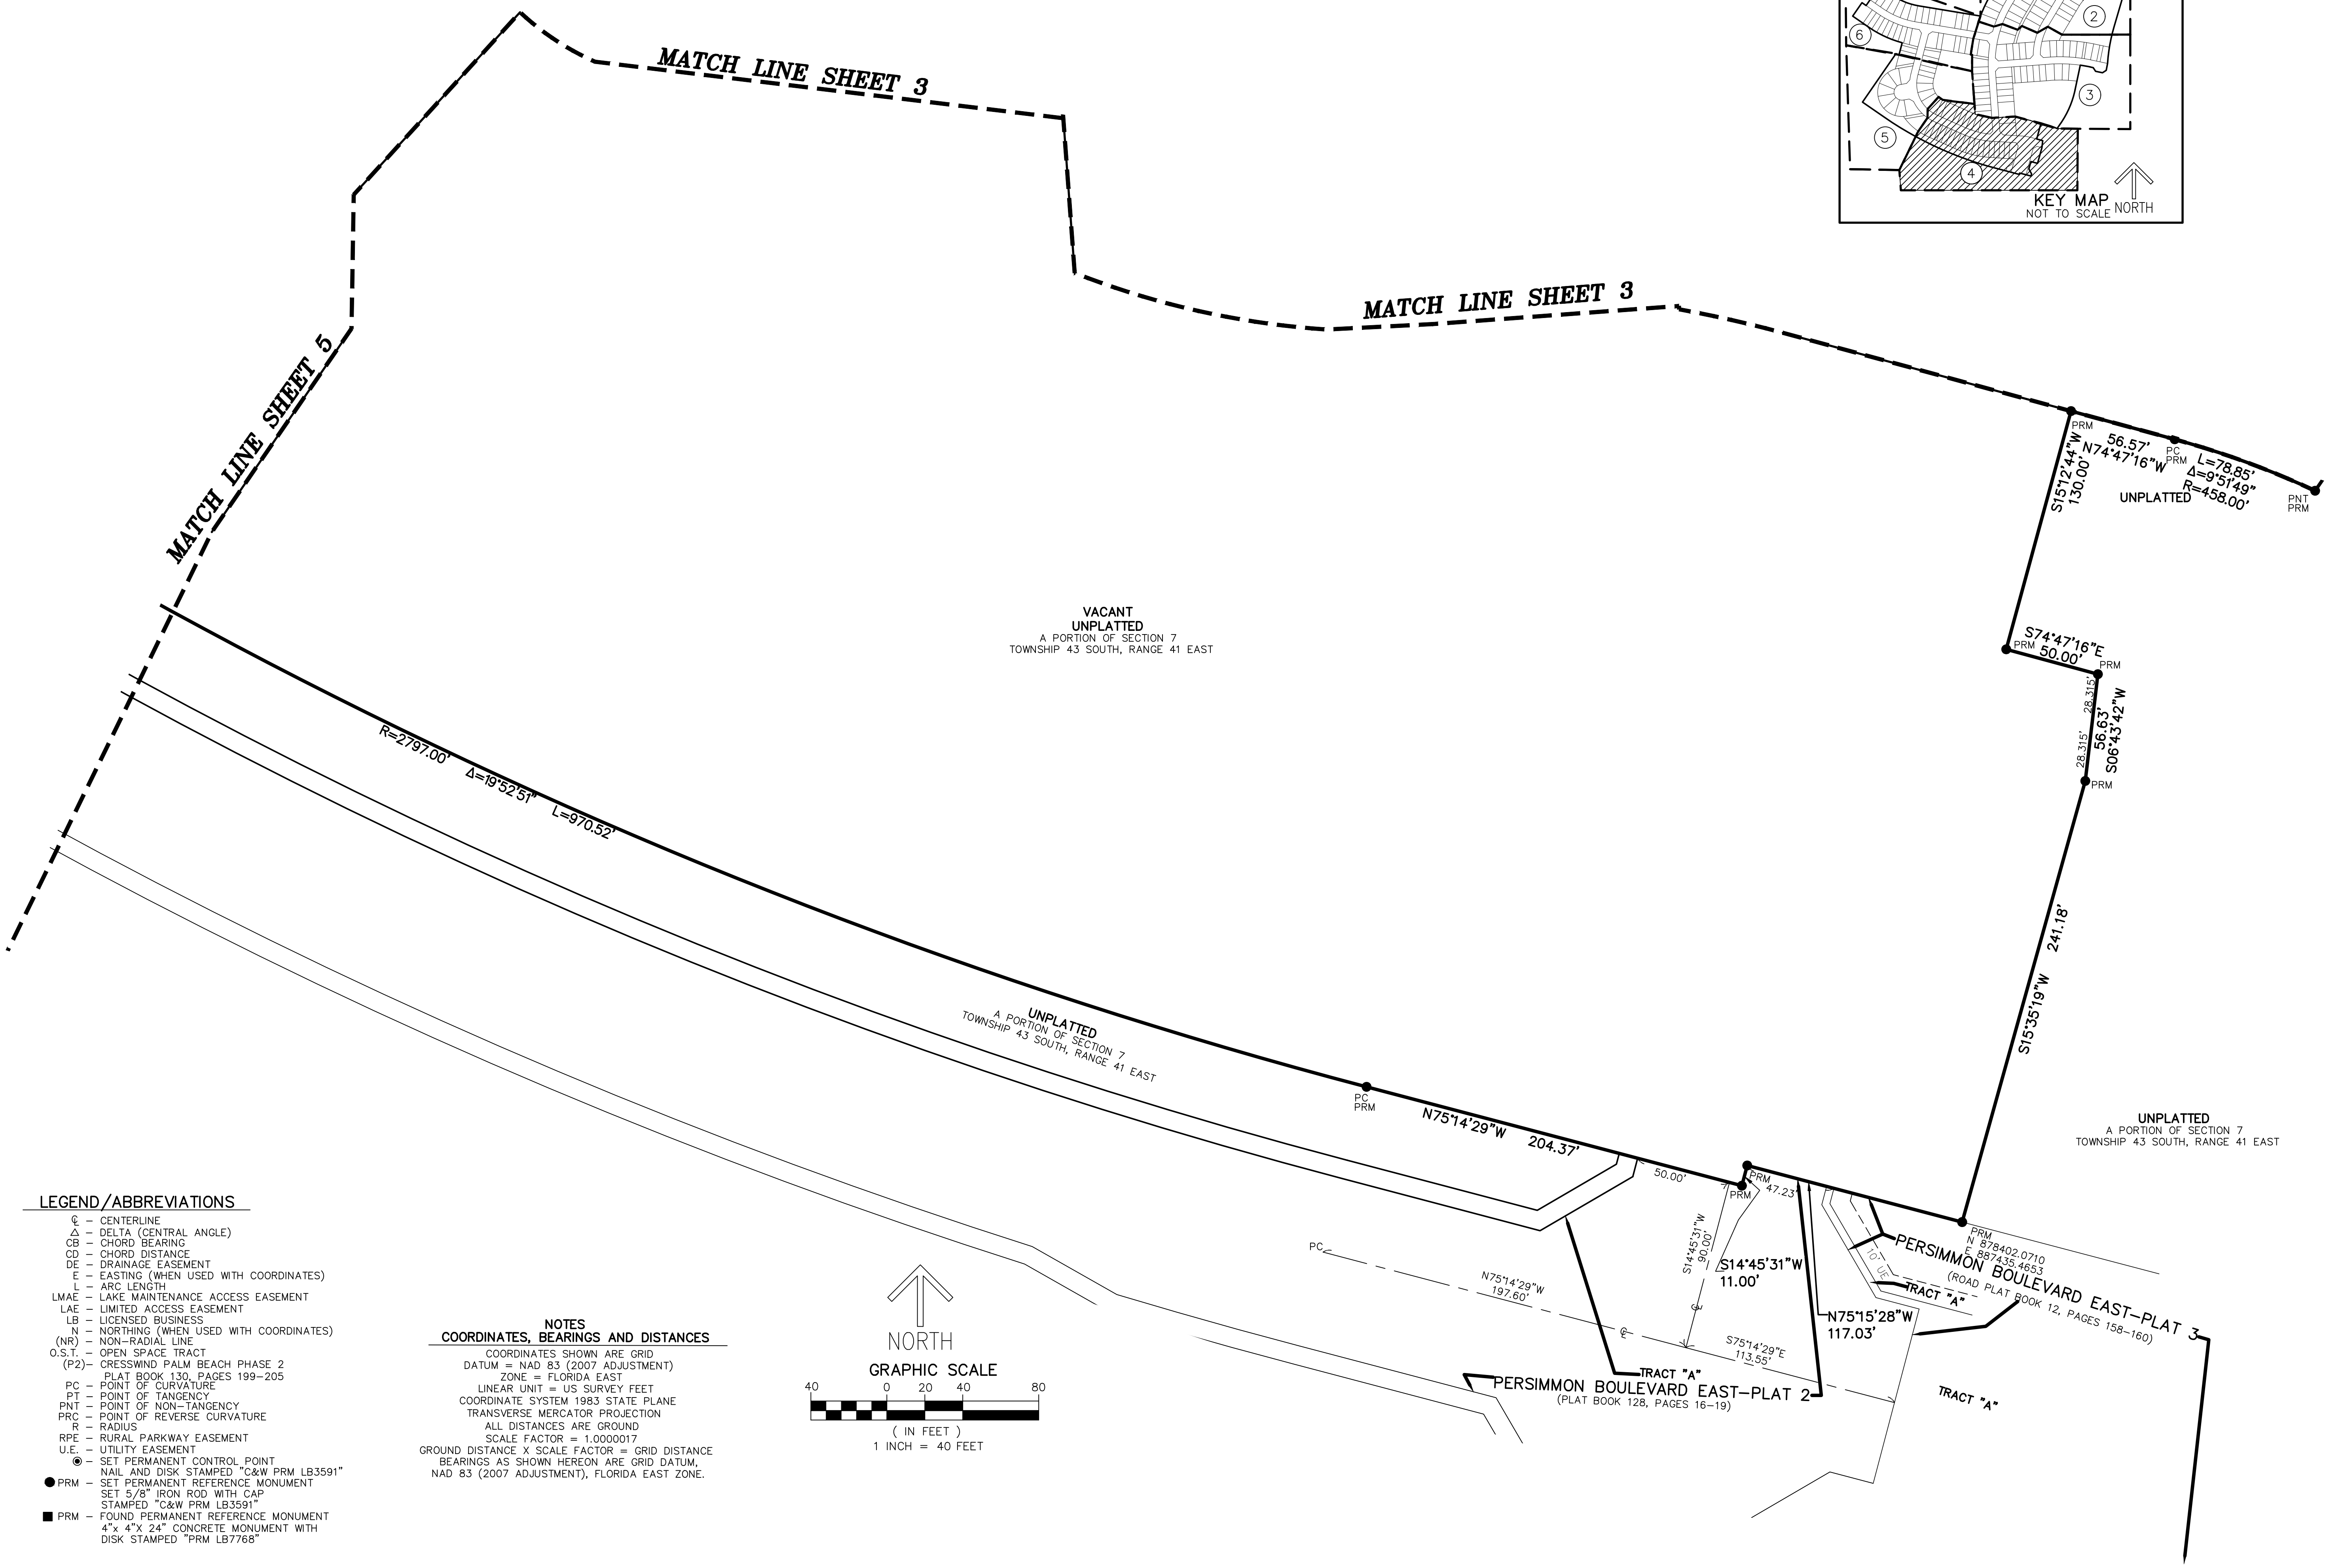 MATCH LINE SHEET 3
2
6
3
5
4
KEY MAP
NOT TO SCALE
NORTH
MATCH LINE SHEET 3
MATCH LINE SHEET 5
PRM
56.57'
N74°47'16"W
PC
PRM
L=78.85'
Δ=9°51'49"
R=458.00'
UNPLATTED
PNT
PRM
S15°12'44"W
130.00'
VACANT
UNPLATTED
A PORTION OF SECTION 7
TOWNSHIP 43 SOUTH, RANGE 41 EAST
S74°47'16"E
50.00'
PRM
PRM
28.315'
28.315'
56.63'
S06°43'42"W
PRM
R=2797.00'
Δ=19°52'51"
L=970.52'
241.18'
S15°35'19"W
UNPLATTED
A PORTION OF SECTION 7
TOWNSHIP 43 SOUTH, RANGE 41 EAST
PC
PRM
N75°14'29"W 204.37'
UNPLATTED
A PORTION OF SECTION 7
TOWNSHIP 43 SOUTH, RANGE 41 EAST
50.00'
PRM
PRM
47.23'
S14°45'31"W
90.00'
S14°45'31"W
11.00'
PC
N75°14'29"W
197.60'
℄
℄
S75°14'29"E
113.55'
N75°15'28"W
117.03'
10' UE
PRM
N 878402.0710
E 887435.4653
PERSIMMON BOULEVARD EAST-PLAT 3
(ROAD PLAT BOOK 12, PAGES 158-160)
TRACT "A"
TRACT "A"
TRACT "A"
PERSIMMON BOULEVARD EAST-PLAT 2
(PLAT BOOK 128, PAGES 16-19)
LEGEND/ABBREVIATIONS
℄ - CENTERLINE
Δ - DELTA (CENTRAL ANGLE)
CB - CHORD BEARING
CD - CHORD DISTANCE
DE - DRAINAGE EASEMENT
E - EASTING (WHEN USED WITH COORDINATES)
L - ARC LENGTH
LMAE - LAKE MAINTENANCE ACCESS EASEMENT
LAE - LIMITED ACCESS EASEMENT
LB - LICENSED BUSINESS
N - NORTHING (WHEN USED WITH COORDINATES)
(NR) - NON-RADIAL LINE
O.S.T. - OPEN SPACE TRACT
(P2)- CRESSWIND PALM BEACH PHASE 2
PLAT BOOK 130, PAGES 199-205
PC - POINT OF CURVATURE
PT - POINT OF TANGENCY
PNT - POINT OF NON-TANGENCY
PRC - POINT OF REVERSE CURVATURE
R - RADIUS
RPE - RURAL PARKWAY EASEMENT
U.E. - UTILITY EASEMENT
- SET PERMANENT CONTROL POINT
NAIL AND DISK STAMPED "C&W PRM LB3591"
PRM - SET PERMANENT REFERENCE MONUMENT
SET 5/8" IRON ROD WITH CAP
STAMPED "C&W PRM LB3591"
PRM - FOUND PERMANENT REFERENCE MONUMENT
4"x 4"X 24" CONCRETE MONUMENT WITH
DISK STAMPED "PRM LB7768"
NOTES
COORDINATES, BEARINGS AND DISTANCES
COORDINATES SHOWN ARE GRID
DATUM = NAD 83 (2007 ADJUSTMENT)
ZONE = FLORIDA EAST
LINEAR UNIT = US SURVEY FEET
COORDINATE SYSTEM 1983 STATE PLANE
TRANSVERSE MERCATOR PROJECTION
ALL DISTANCES ARE GROUND
SCALE FACTOR = 1.0000017
GROUND DISTANCE X SCALE FACTOR = GRID DISTANCE
BEARINGS AS SHOWN HEREON ARE GRID DATUM,
NAD 83 (2007 ADJUSTMENT), FLORIDA EAST ZONE.
NORTH
GRAPHIC SCALE
40 0 20 40 80
( IN FEET )
1 INCH = 40 FEET